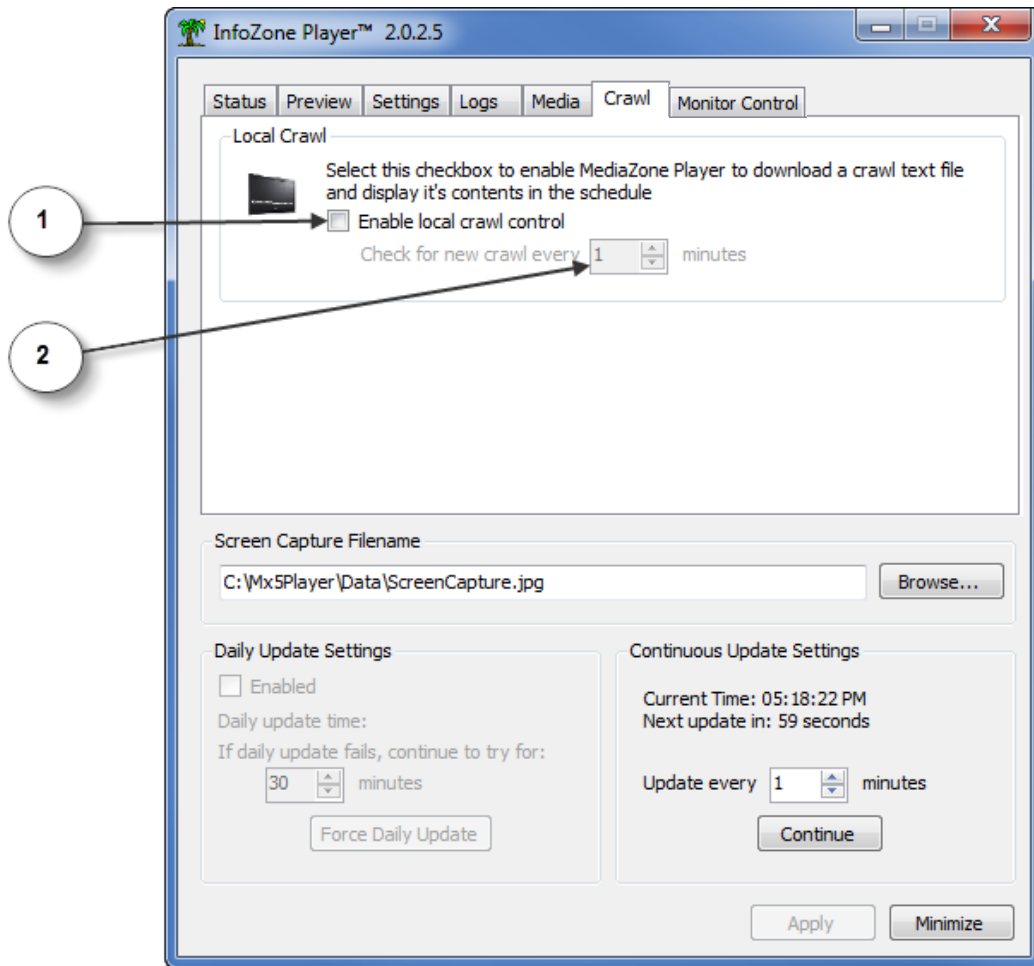 InfoZone Player™ 2.0.2.5
Status Preview Settings Logs Media Crawl Monitor Control
Local Crawl
Select this checkbox to enable MediaZone Player to download a crawl text file
and display it's contents in the schedule
1
Enable local crawl control
Check for new crawl every 1 minutes
2
Screen Capture Filename
C:\Mx5Player\Data\ScreenCapture.jpg Browse...
Daily Update Settings
Enabled
Daily update time:
If daily update fails, continue to try for:
30 minutes
Force Daily Update
Continuous Update Settings
Current Time: 05:18:22 PM
Next update in: 59 seconds
Update every 1 minutes
Continue
Apply Minimize